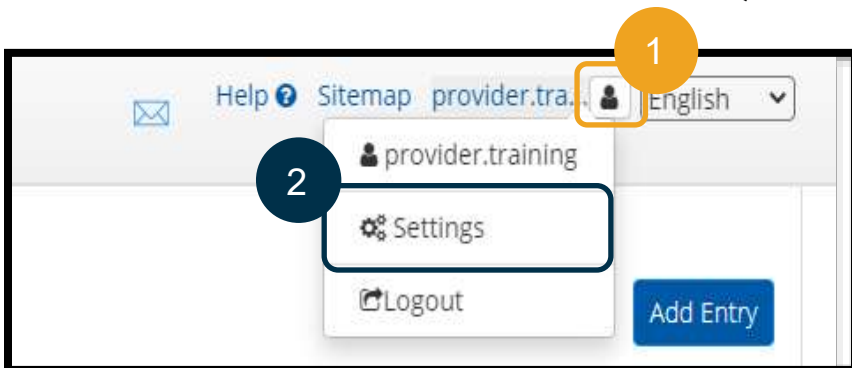 1
Help Sitemap provider.tra... English
provider.training
2
Settings
Logout
Add Entry